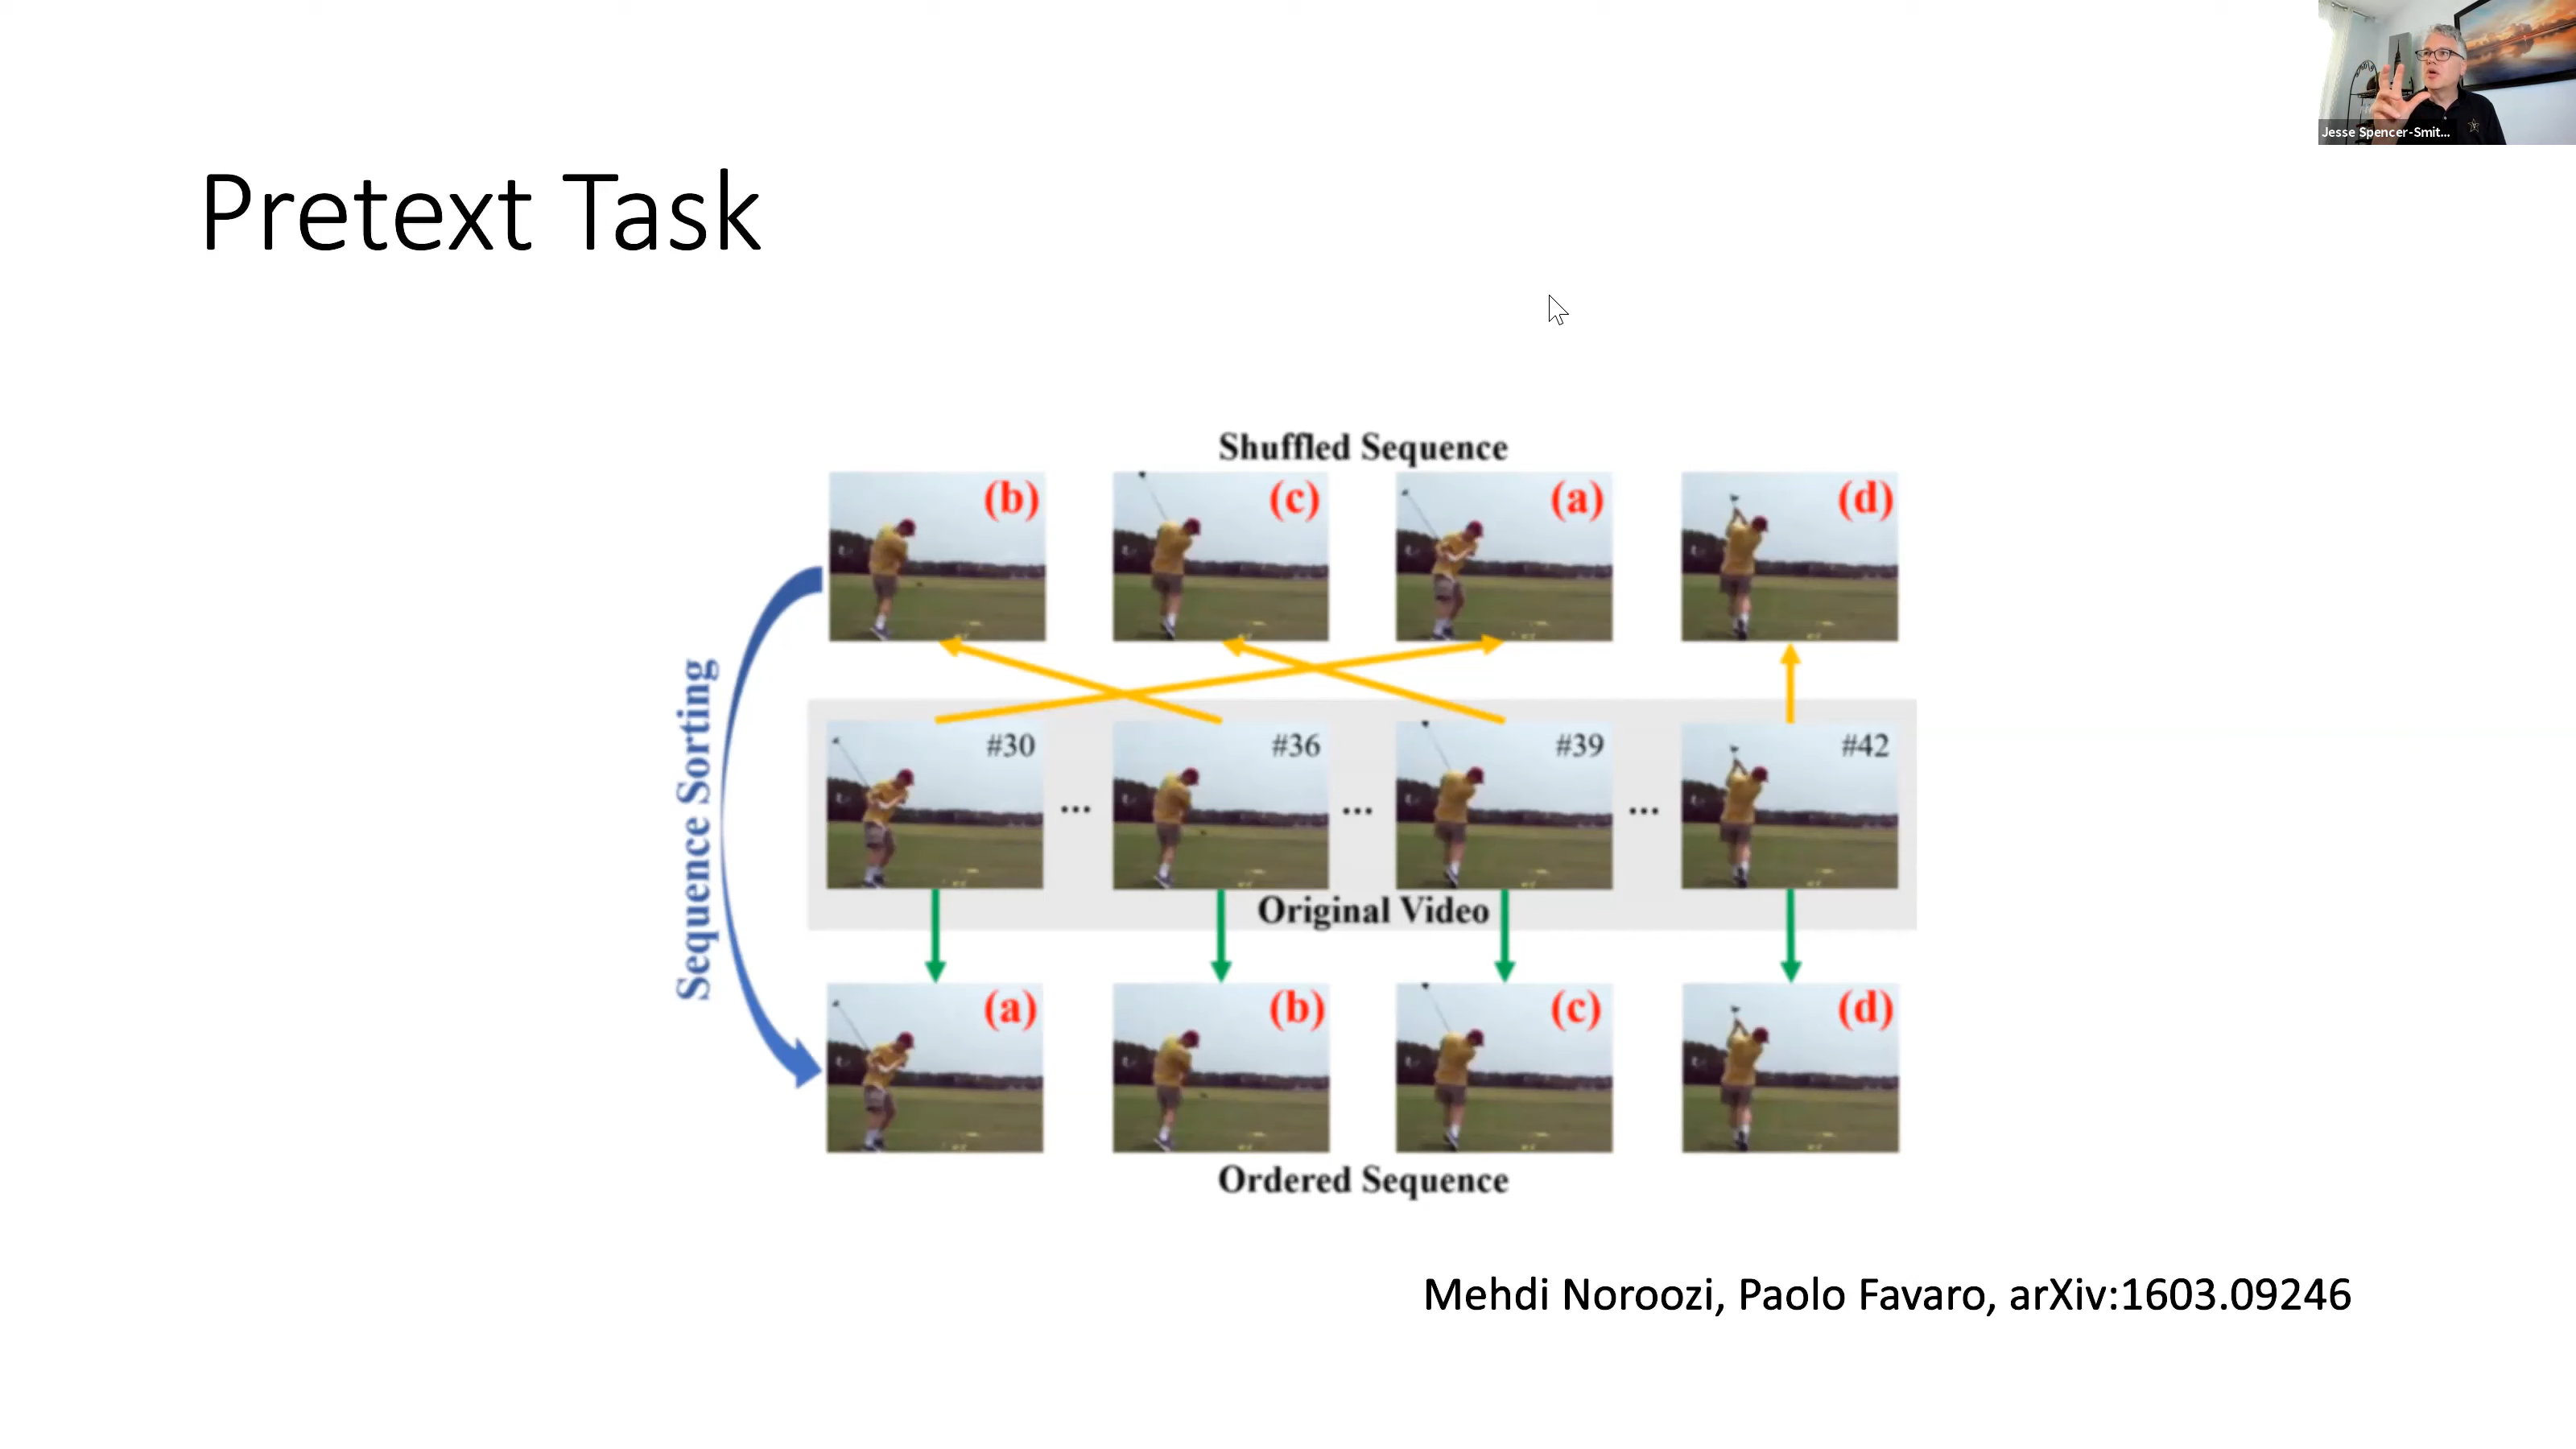 Jesse Spencer-Smit...
Pretext Task
Shuffled Sequence
(b) (c) (a) (d)
Sequence Sorting
#30 #36 #39 #42
... ... ...
Original Video
(a) (b) (c) (d)
Ordered Sequence
Mehdi Noroozi, Paolo Favaro, arXiv:1603.09246